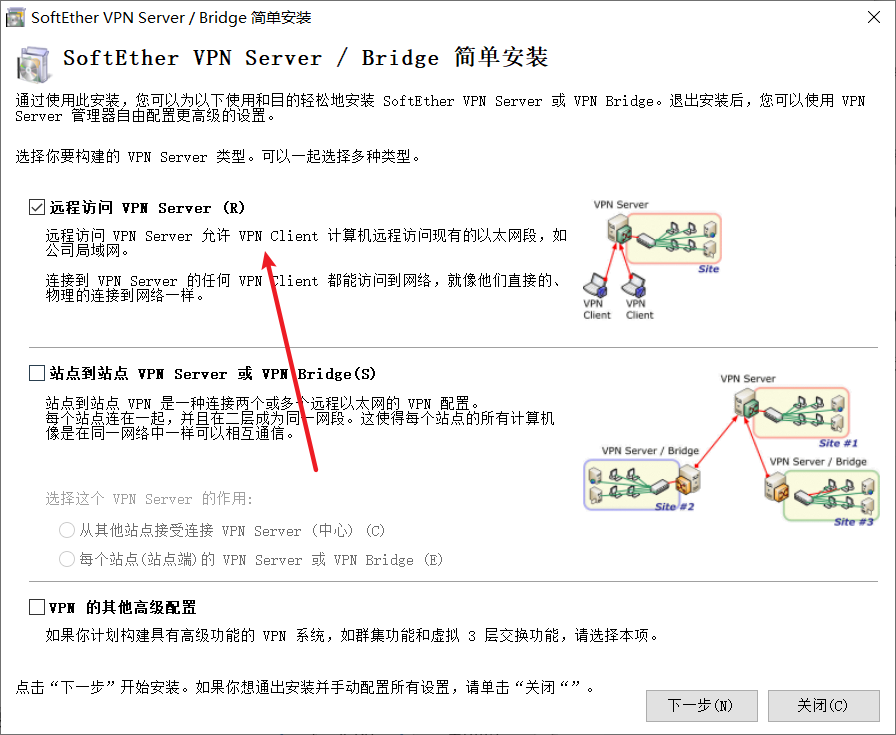 SoftEther VPN Server / Bridge 简单安装
SoftEther VPN Server / Bridge 简单安装
通过使用此安装，您可以为以下使用和目的轻松地安装 SoftEther VPN Server 或 VPN Bridge。退出安装后，您可以使用 VPN
Server 管理器自由配置更高级的设置。
选择你要构建的 VPN Server 类型。可以一起选择多种类型。
远程访问 VPN Server (R)
远程访问 VPN Server 允许 VPN Client 计算机远程访问现有的以太网段，如
公司局域网。
连接到 VPN Server 的任何 VPN Client 都能访问到网络，就像他们直接的、
物理的连接到网络一样。
VPN Server
Site
VPN
Client
VPN
Client
站点到站点 VPN Server 或 VPN Bridge(S)
站点到站点 VPN 是一种连接两个或多个远程以太网的 VPN 配置。
每个站点连在一起，并且在二层成为同一网段。这使得每个站点的所有计算机
像是在同一网络中一样可以相互通信。
VPN Server
Site #1
VPN Server / Bridge
Site #2
VPN Server / Bridge
Site #3
选择这个 VPN Server 的作用:
从其他站点接受连接 VPN Server (中心) (C)
每个站点(站点端)的 VPN Server 或 VPN Bridge (E)
VPN 的其他高级配置
如果你计划构建具有高级功能的 VPN 系统，如群集功能和虚拟 3 层交换功能，请选择本项。
点击“下一步”开始安装。如果你想通出安装并手动配置所有设置，请单击“关闭“”。
下一步(N)
关闭(C)